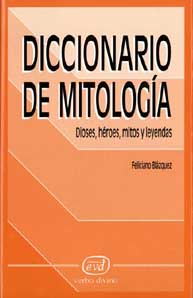 DICCIONARIO
DE MITOLOGÍA
Dioses, héroes, mitos y leyendas
Feliciano Blázquez
evd
verbo divino